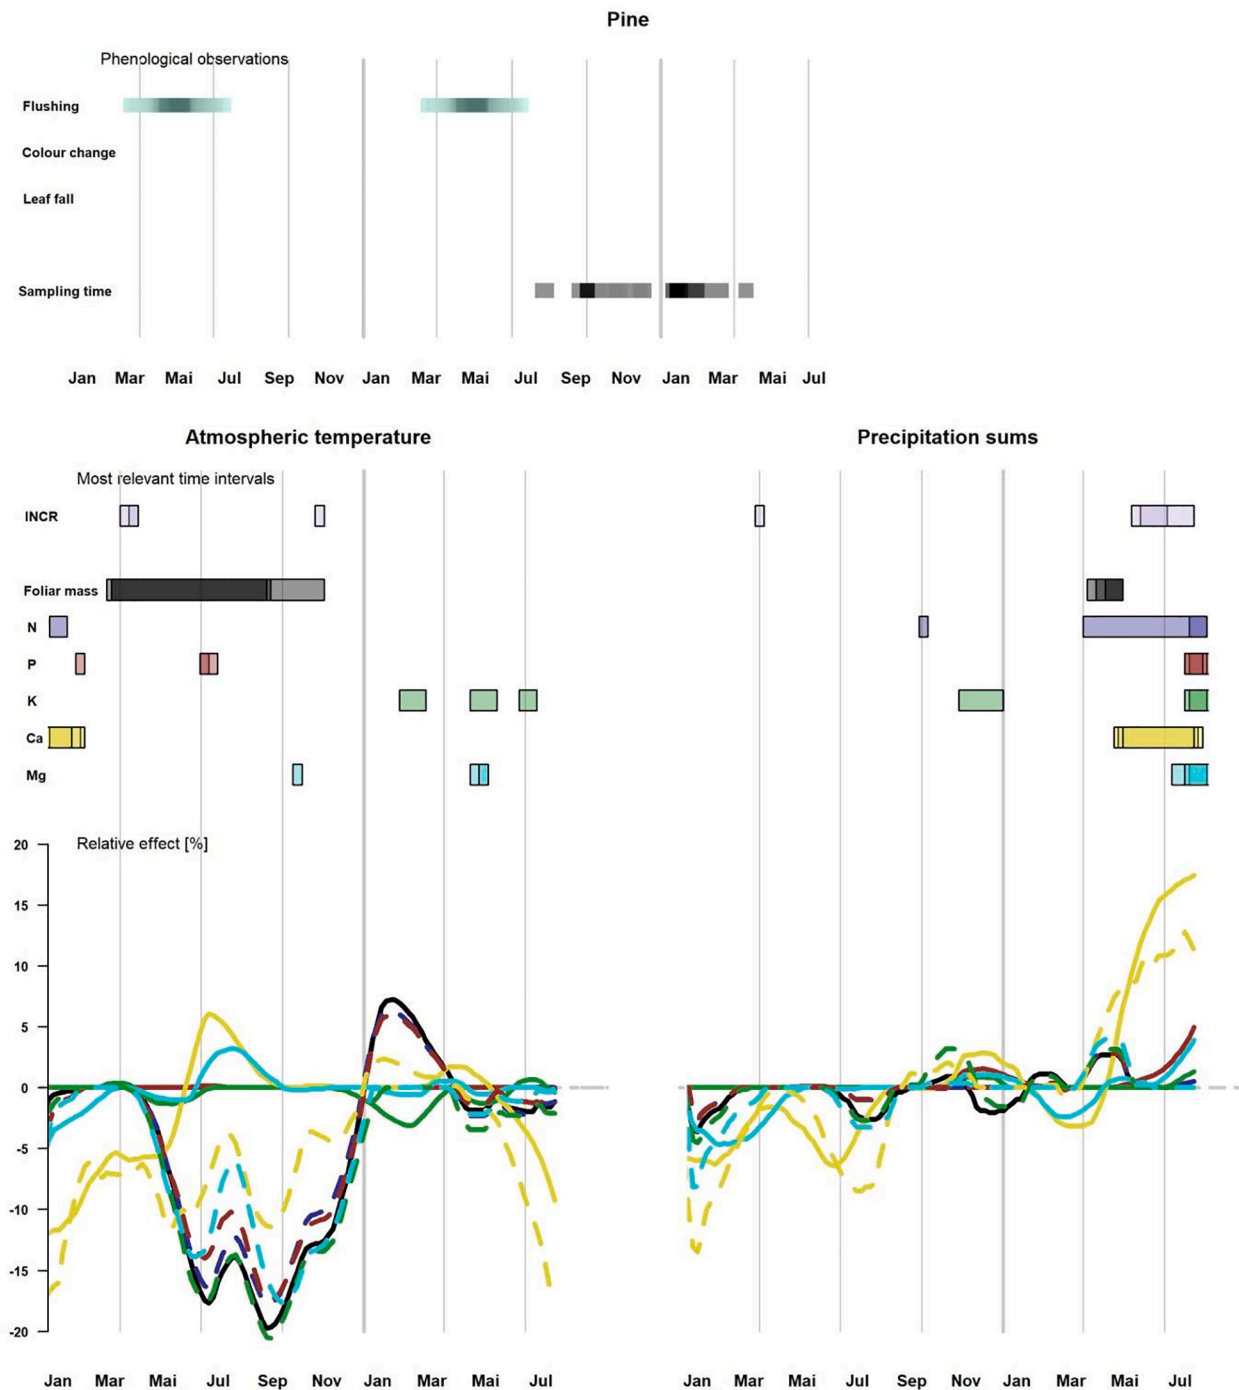 Pine
Phenological observations
Flushing
Colour change
Leaf fall
Sampling time
Jan Mar Mai Jul Sep Nov Jan Mar Mai Jul Sep Nov Jan Mar Mai Jul
Atmospheric temperature
Precipitation sums
Most relevant time intervals
INCR
Foliar mass
N
P
K
Ca
Mg
Relative effect [%]
20
15
10
5
0
-5
-10
-15
-20
Jan Mar Mai Jul Sep Nov Jan Mar Mai Jul
Jan Mar Mai Jul Sep Nov Jan Mar Mai Jul